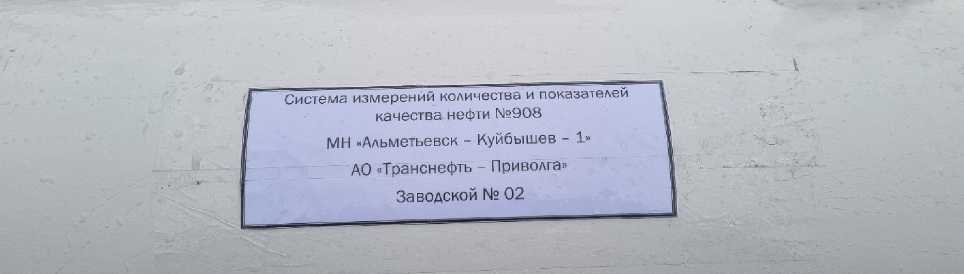 Система измерений количества и показателей
качества нефти №908
МН «Альметьевск – Куйбышев – 1»
АО «Транснефть – Приволга»
Заводской № 02